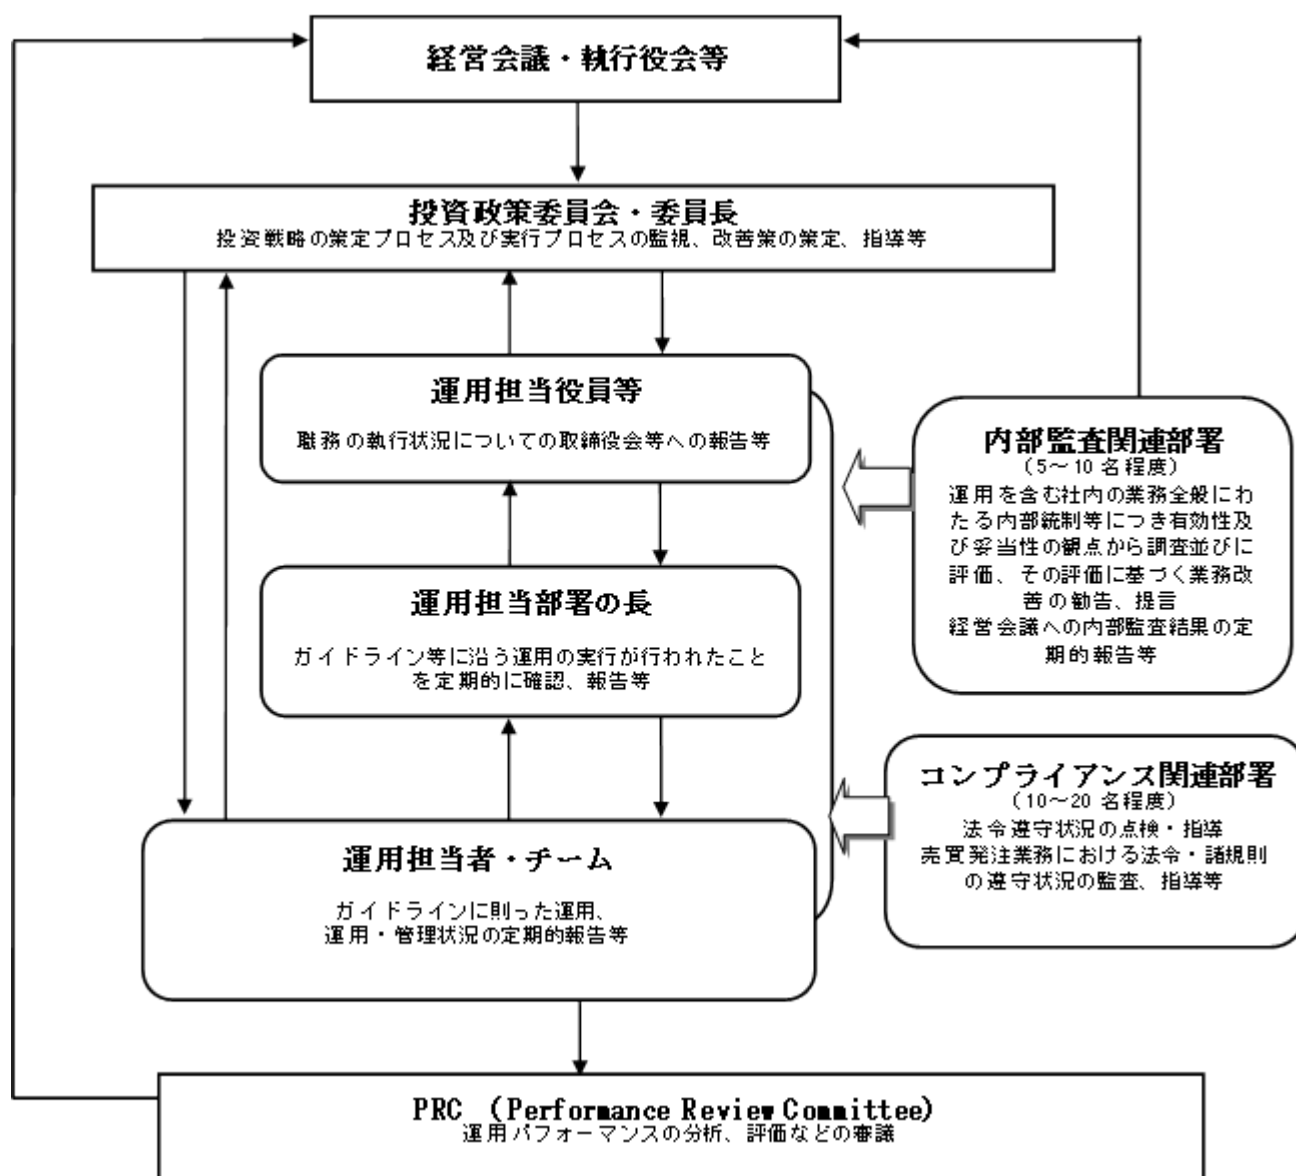 経営会議・執行役会等
投資政策委員会・委員長
投資戦略の策定プロセス及び実行プロセスの監視、改善策の策定、指導等
運用担当役員等
職務の執行状況についての取締役会等への報告等
運用担当部署の長
ガイドライン等に沿う運用の実行が行われたこと
を定期的に確認、報告等
運用担当者・チーム
ガイドラインに則った運用、
運用・管理状況の定期的報告等
内部監査関連部署
（5～10 名程度）
運用を含む社内の業務全般にわ
たる内部統制等につき有効性及
び妥当性の観点から調査並びに
評価、その評価に基づく業務改
善の勧告、提言
経営会議への内部監査結果の定
期的報告等
コンプライアンス関連部署
（10～20 名程度）
法令遵守状況の点検・指導
売買発注業務における法令・諸規則
の遵守状況の監査、指導等
PRC （Performance Review Committee)
運用パフォーマンスの分析、評価などの審議